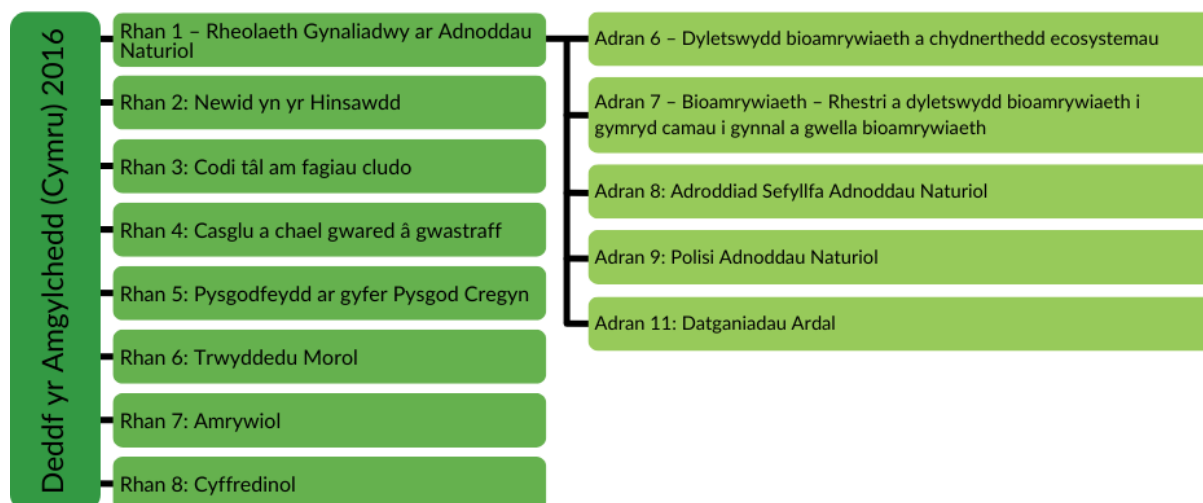 Deddf yr Amgylchedd (Cymru) 2016
Rhan 1 – Rheolaeth Gynaliadwy ar Adnoddau
Naturiol
Rhan 2: Newid yn yr Hinsawdd
Rhan 3: Codi tâl am fagiau cludo
Rhan 4: Casglu a chael gwared â gwastraff
Rhan 5: Pysgodfeydd ar gyfer Pysgod Cregyn
Rhan 6: Trwyddedu Morol
Rhan 7: Amrywiol
Rhan 8: Cyffredinol
Adran 6 – Dyletswydd bioamrywiaeth a chydnerthedd ecosystemau
Adran 7 – Bioamrywiaeth – Rhestri a dyletswydd bioamrywiaeth i
gymryd camau i gynnal a gwella bioamrywiaeth
Adran 8: Adroddiad Sefyllfa Adnoddau Naturiol
Adran 9: Polisi Adnoddau Naturiol
Adran 11: Datganiadau Ardal